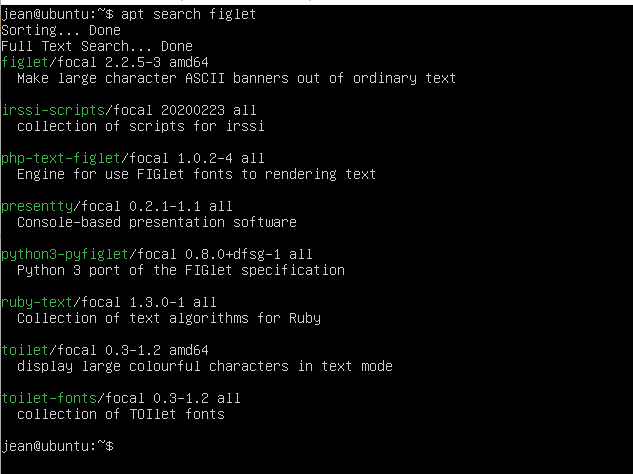 jean@ubuntu:~$ apt search figlet
Sorting... Done
Full Text Search... Done
figlet/focal 2.2.5-3 amd64
  Make large character ASCII banners out of ordinary text

irssi-scripts/focal 20200223 all
  collection of scripts for irssi

php-text-figlet/focal 1.0.2-4 all
  Engine for use FIGlet fonts to rendering text

presentty/focal 0.2.1-1.1 all
  Console-based presentation software

python3-pyfiglet/focal 0.8.0+dfsg-1 all
  Python 3 port of the FIGlet specification

ruby-text/focal 1.3.0-1 all
  Collection of text algorithms for Ruby

toilet/focal 0.3-1.2 amd64
  display large colourful characters in text mode

toilet-fonts/focal 0.3-1.2 all
  collection of TOIlet fonts

jean@ubuntu:~$